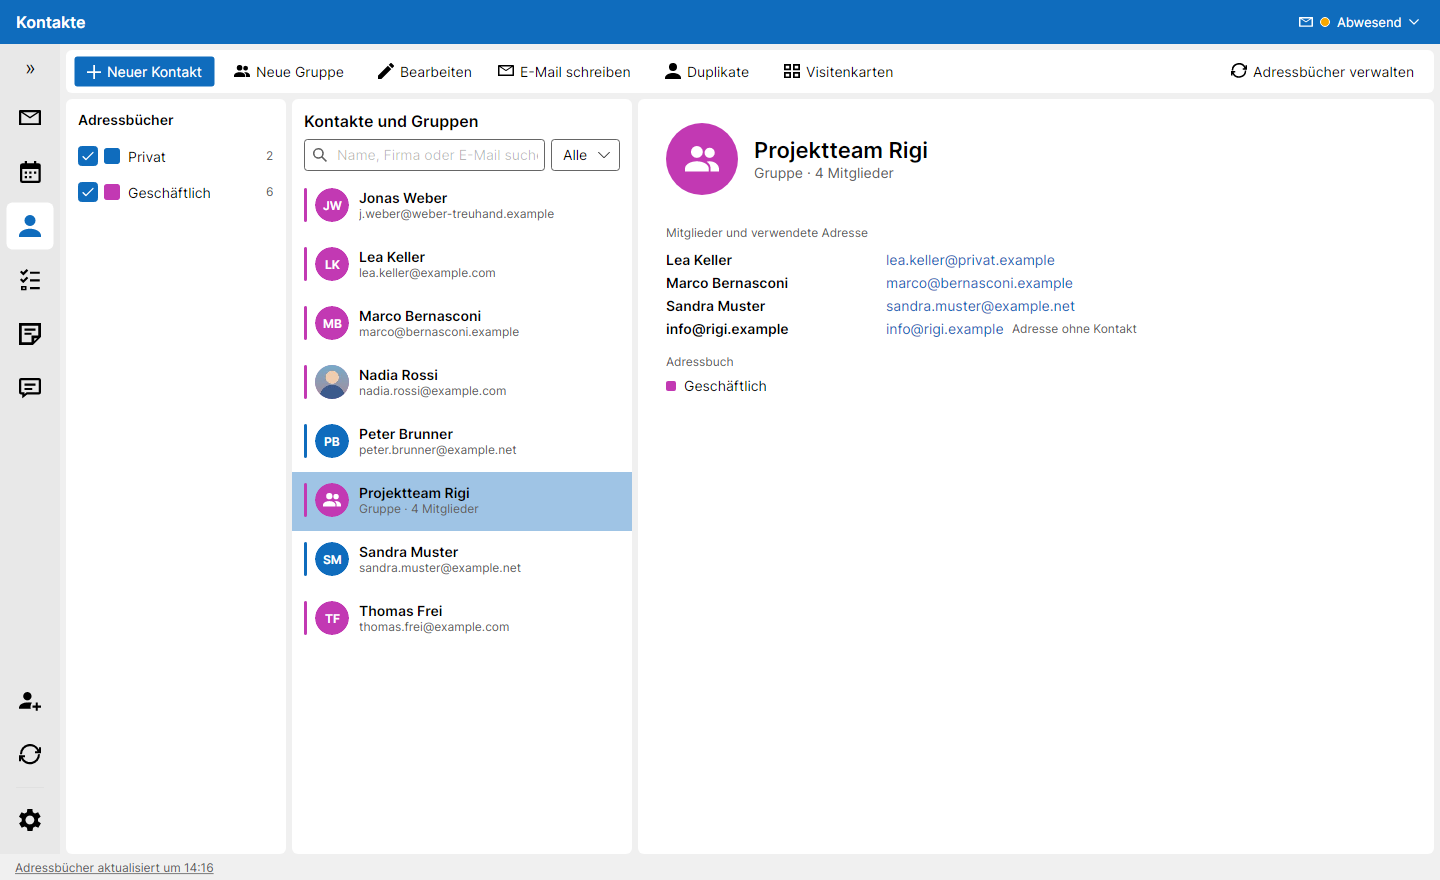 Kontakte
Abwesend
»
Neuer Kontakt
Neue Gruppe
Bearbeiten
E-Mail schreiben
Duplikate
Visitenkarten
Adressbücher verwalten
Adressbücher
Privat 2
Geschäftlich 6
Kontakte und Gruppen
Name, Firma oder E-Mail suche
Alle
JW
Jonas Weber
j.weber@weber-treuhand.example
LK
Lea Keller
lea.keller@example.com
MB
Marco Bernasconi
marco@bernasconi.example
Nadia Rossi
nadia.rossi@example.com
PB
Peter Brunner
peter.brunner@example.net
Projektteam Rigi
Gruppe · 4 Mitglieder
SM
Sandra Muster
sandra.muster@example.net
TF
Thomas Frei
thomas.frei@example.com
Projektteam Rigi
Gruppe · 4 Mitglieder
Mitglieder und verwendete Adresse
Lea Keller lea.keller@privat.example
Marco Bernasconi marco@bernasconi.example
Sandra Muster sandra.muster@example.net
info@rigi.example info@rigi.example Adresse ohne Kontakt
Adressbuch
Geschäftlich
Adressbücher aktualisiert um 14:16